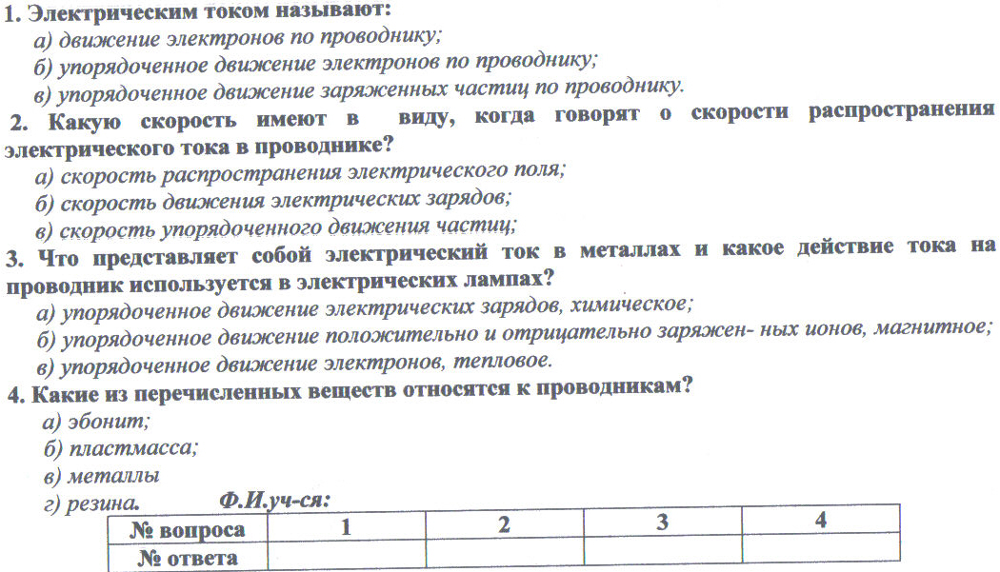 1. Электрическим током называют:
а) движение электронов по проводнику;
б) упорядоченное движение электронов по проводнику;
в) упорядоченное движение заряженных частиц по проводнику.
2. Какую скорость имеют в виду, когда говорят о скорости распространения
электрического тока в проводнике?
а) скорость распространения электрического поля;
б) скорость движения электрических зарядов;
в) скорость упорядоченного движения частиц;
3. Что представляет собой электрический ток в металлах и какое действие тока на
проводник используется в электрических лампах?
а) упорядоченное движение электрических зарядов, химическое;
б) упорядоченное движение положительно и отрицательно заряжен- ных ионов, магнитное;
в) упорядоченное движение электронов, тепловое.
4. Какие из перечисленных веществ относятся к проводникам?
а) эбонит;
б) пластмасса;
в) металлы
г) резина. Ф.И.уч-ся:
№ вопроса 1 2 3 4
№ ответа